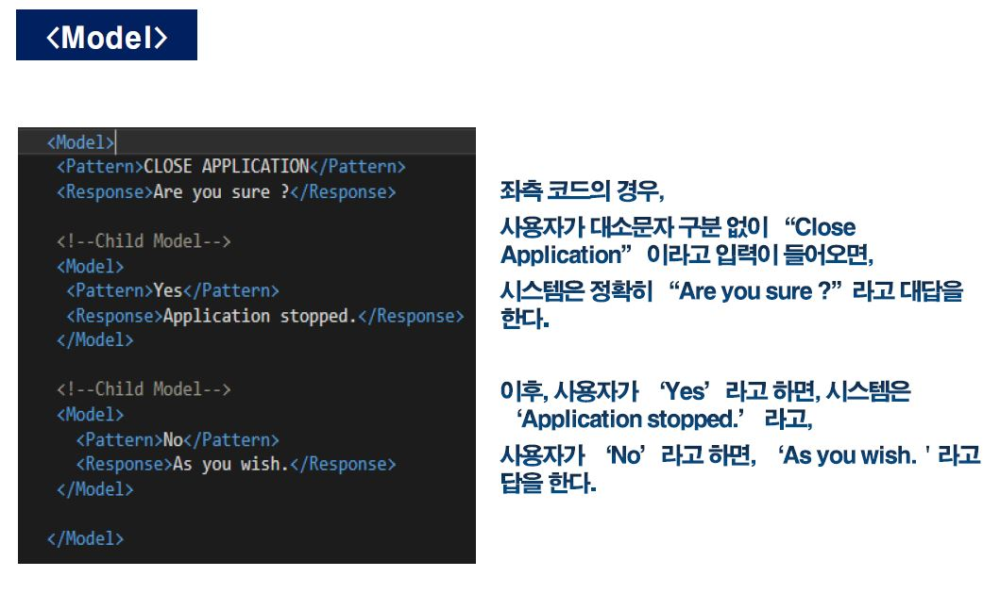 <Model>
<Model>
<Pattern>CLOSE APPLICATION</Pattern>
<Response>Are you sure ?</Response>
<!--Child Model-->
<Model>
<Pattern>Yes</Pattern>
<Response>Application stopped.</Response>
</Model>
<!--Child Model-->
<Model>
<Pattern>No</Pattern>
<Response>As you wish.</Response>
</Model>
</Model>
좌측 코드의 경우,
사용자가 대소문자 구분 없이 “Close
Application” 이라고 입력이 들어오면,
시스템은 정확히 “Are you sure ?” 라고 대답을
한다.
이후, 사용자가 ‘Yes’ 라고 하면, 시스템은
‘Application stopped.’ 라고,
사용자가 ‘No’ 라고 하면, ‘As you wish. ' 라고
답을 한다.